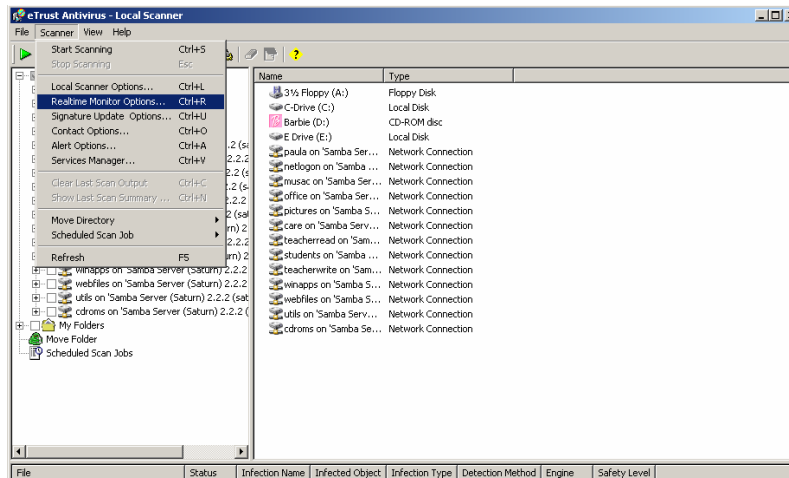 eTrust Antivirus - Local Scanner
File Scanner View Help
Start Scanning Ctrl+S
Stop Scanning Esc
Local Scanner Options... Ctrl+L
Realtime Monitor Options... Ctrl+R
Signature Update Options... Ctrl+U
Contact Options... Ctrl+O
Alert Options... Ctrl+A
Services Manager... Ctrl+V
Clear Last Scan Output Ctrl+C
Show Last Scan Summary ... Ctrl+N
Move Directory
Scheduled Scan Job
Refresh F5
winapps on 'Samba Server (Saturn) 2.2.2
webfiles on 'Samba Server (Saturn) 2.2.2
utils on 'Samba Server (Saturn) 2.2.2 (sat
cdroms on 'Samba Server (Saturn) 2.2.2 (
My Folders
Move Folder
Scheduled Scan Jobs
Name Type
3½ Floppy (A:) Floppy Disk
C-Drive (C:) Local Disk
Barbie (D:) CD-ROM disc
E Drive (E:) Local Disk
paula on 'Samba Ser... Network Connection
netlogon on 'Samba ... Network Connection
musac on 'Samba Ser... Network Connection
office on 'Samba Ser... Network Connection
pictures on 'Samba S... Network Connection
care on 'Samba Serv... Network Connection
teacherread on 'Sam... Network Connection
students on 'Samba ... Network Connection
teacherwrite on 'Sam... Network Connection
winapps on 'Samba S... Network Connection
webfiles on 'Samba S... Network Connection
utils on 'Samba Serv... Network Connection
cdroms on 'Samba Se... Network Connection
File Status Infection Name Infected Object Infection Type Detection Method Engine Safety Level